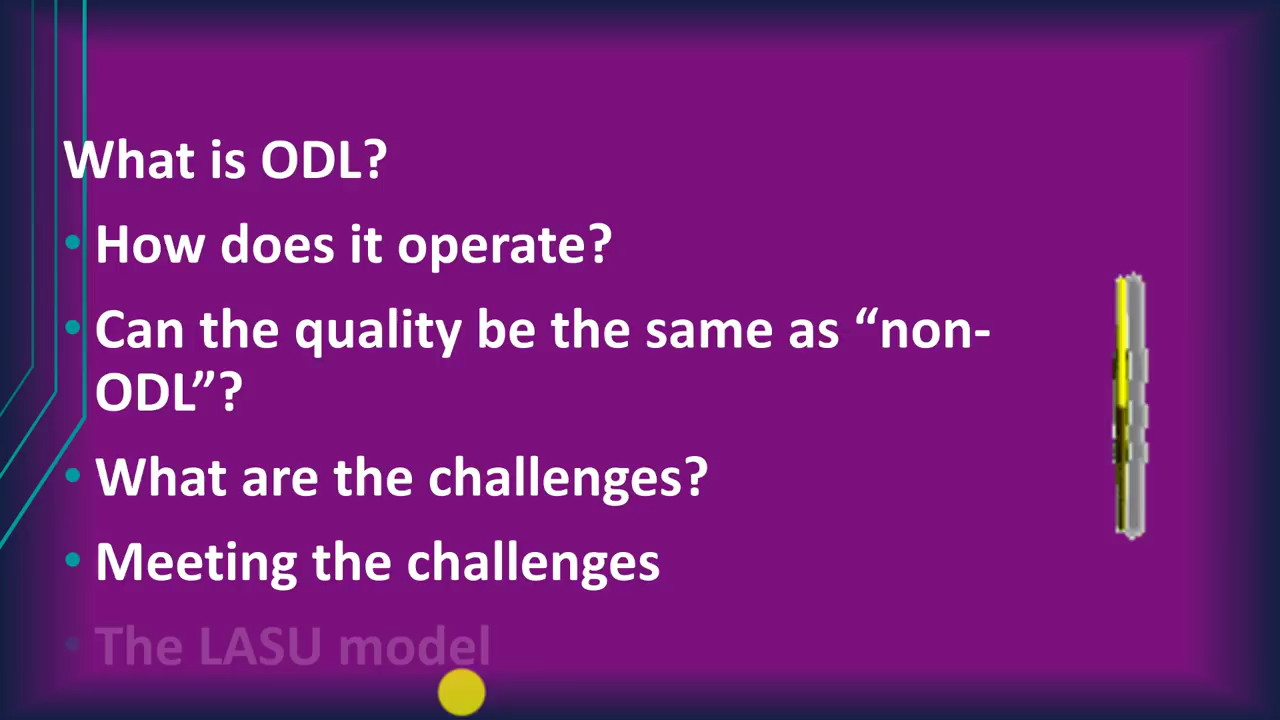 What is ODL?
• How does it operate?
• Can the quality be the same as “non-
ODL”?
• What are the challenges?
• Meeting the challenges
• The LASU model